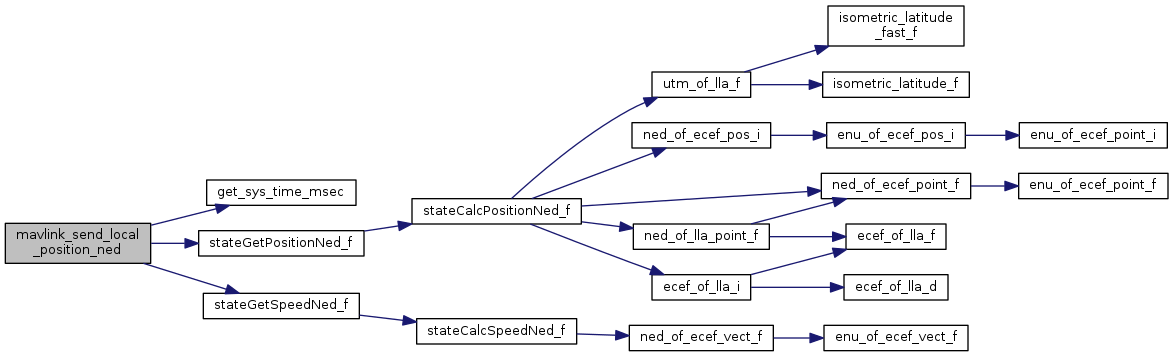 mavlink_send_local
_position_ned
get_sys_time_msec
stateGetPositionNed_f
stateGetSpeedNed_f
stateCalcPositionNed_f
stateCalcSpeedNed_f
utm_of_lla_f
ned_of_ecef_pos_i
ned_of_lla_point_f
ecef_of_lla_i
ned_of_ecef_vect_f
isometric_latitude
_fast_f
isometric_latitude_f
enu_of_ecef_pos_i
ned_of_ecef_point_f
ecef_of_lla_f
ecef_of_lla_d
enu_of_ecef_vect_f
enu_of_ecef_point_i
enu_of_ecef_point_f